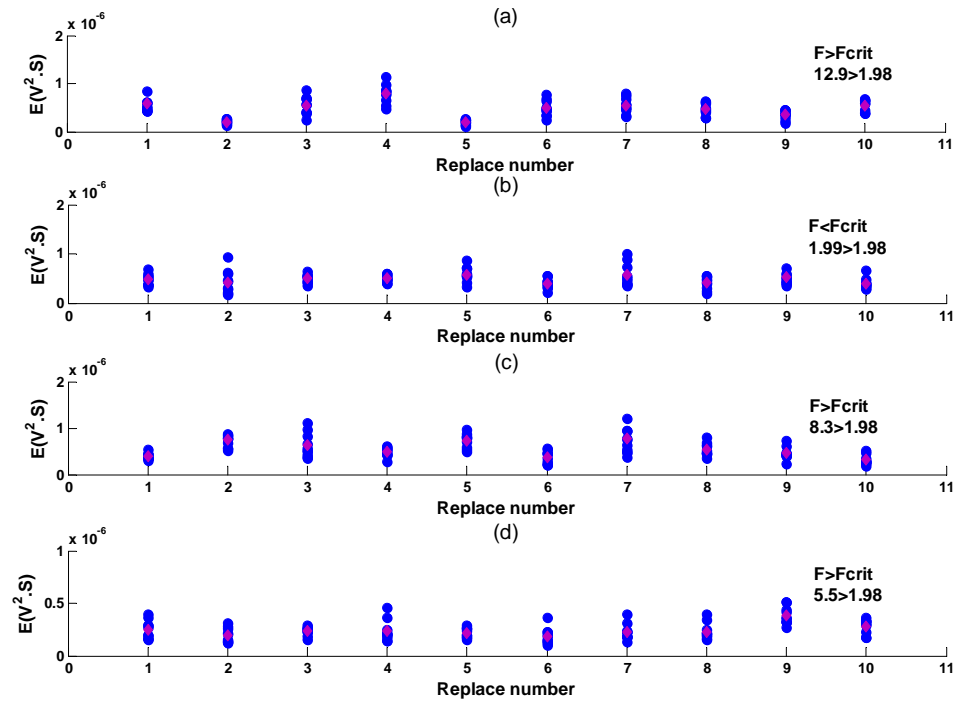 (a)
x 10-6
2
1
0
E(V2.S)
F>Fcrit
12.9>1.98
0 1 2 3 4 5 6 7 8 9 10 11
Replace number
(b)
x 10-6
2
1
0
E(V2.S)
F<Fcrit
1.99>1.98
0 1 2 3 4 5 6 7 8 9 10 11
Replace number
(c)
x 10-6
2
1
0
E(V2.S)
F>Fcrit
8.3>1.98
0 1 2 3 4 5 6 7 8 9 10 11
Replace number
(d)
x 10-6
1
0.5
0
E(V2.S)
F>Fcrit
5.5>1.98
0 1 2 3 4 5 6 7 8 9 10 11
Replace number